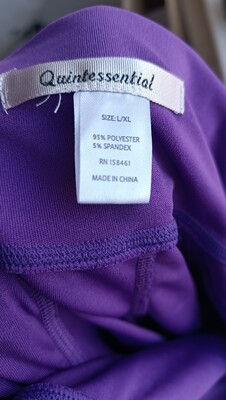 Quintessential
SIZE: L/XL
95% POLYESTER
5% SPANDEX
RN 158461
MADE IN CHINA